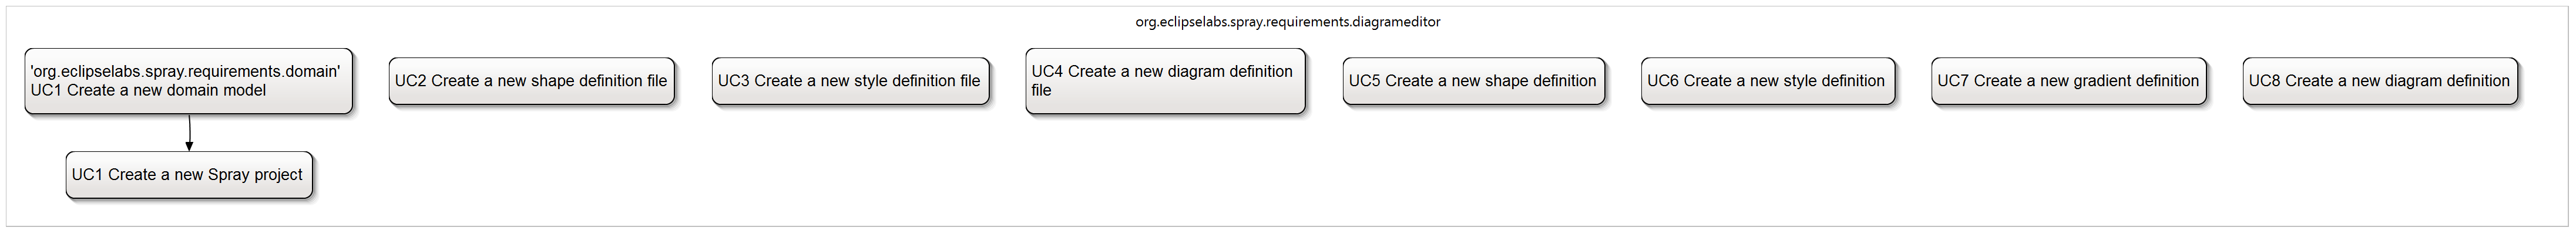 org.eclipselabs.spray.requirements.diagrameditor
'org.eclipselabs.spray.requirements.domain'
UC1 Create a new domain model
UC2 Create a new shape definition file
UC3 Create a new style definition file
UC4 Create a new diagram definition
file
UC5 Create a new shape definition
UC6 Create a new style definition
UC7 Create a new gradient definition
UC8 Create a new diagram definition
UC1 Create a new Spray project